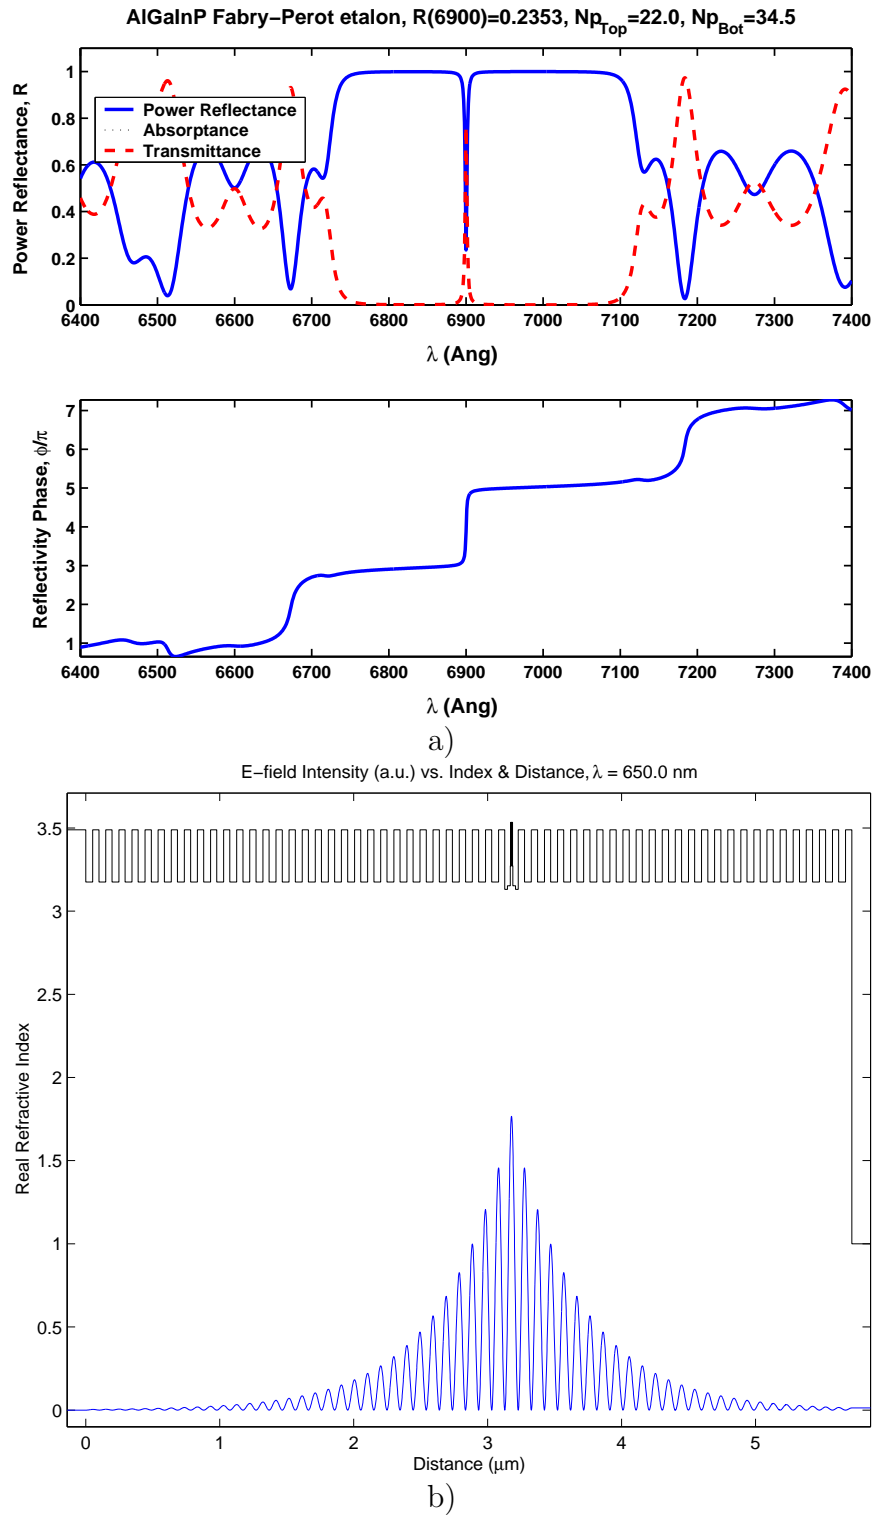 AlGaInP Fabry−Perot etalon, R(6900)=0.2353, Np_Top=22.0, Np_Bot=34.5
Power Reflectance, R
1
0.8
0.6
0.4
0.2
0
Power Reflectance
Absorptance
Transmittance
6400 6500 6600 6700 6800 6900 7000 7100 7200 7300 7400
λ (Ang)
Reflectivity Phase, ϕ/π
7
6
5
4
3
2
1
6400 6500 6600 6700 6800 6900 7000 7100 7200 7300 7400
λ (Ang)
a)
E−field Intensity (a.u.) vs. Index & Distance, λ = 650.0 nm
Real Refractive Index
3.5
3
2.5
2
1.5
1
0.5
0
0 1 2 3 4 5
Distance (μm)
b)